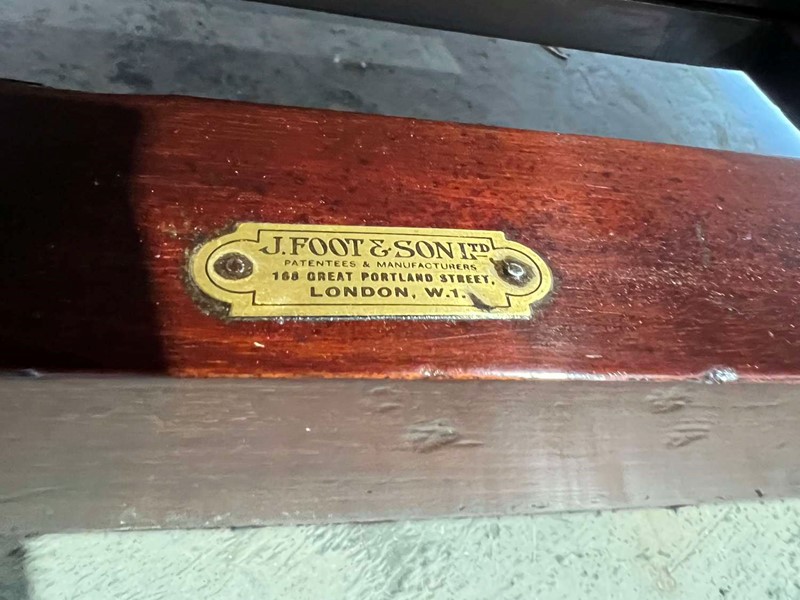 J. FOOT & SON LTD
PATENTEES & MANUFACTURERS
168 GREAT PORTLAND STREET,
LONDON, W.1.